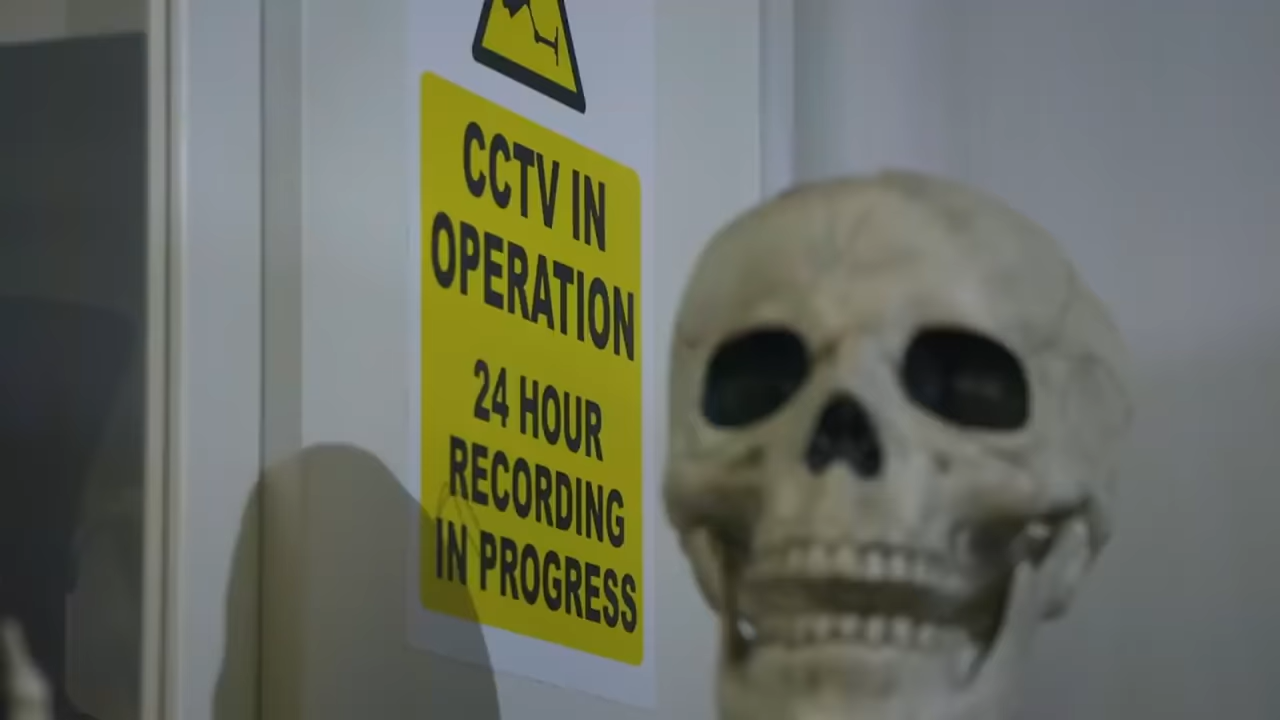 CCTV IN
OPERATION
24 HOUR
RECORDING
IN PROGRESS